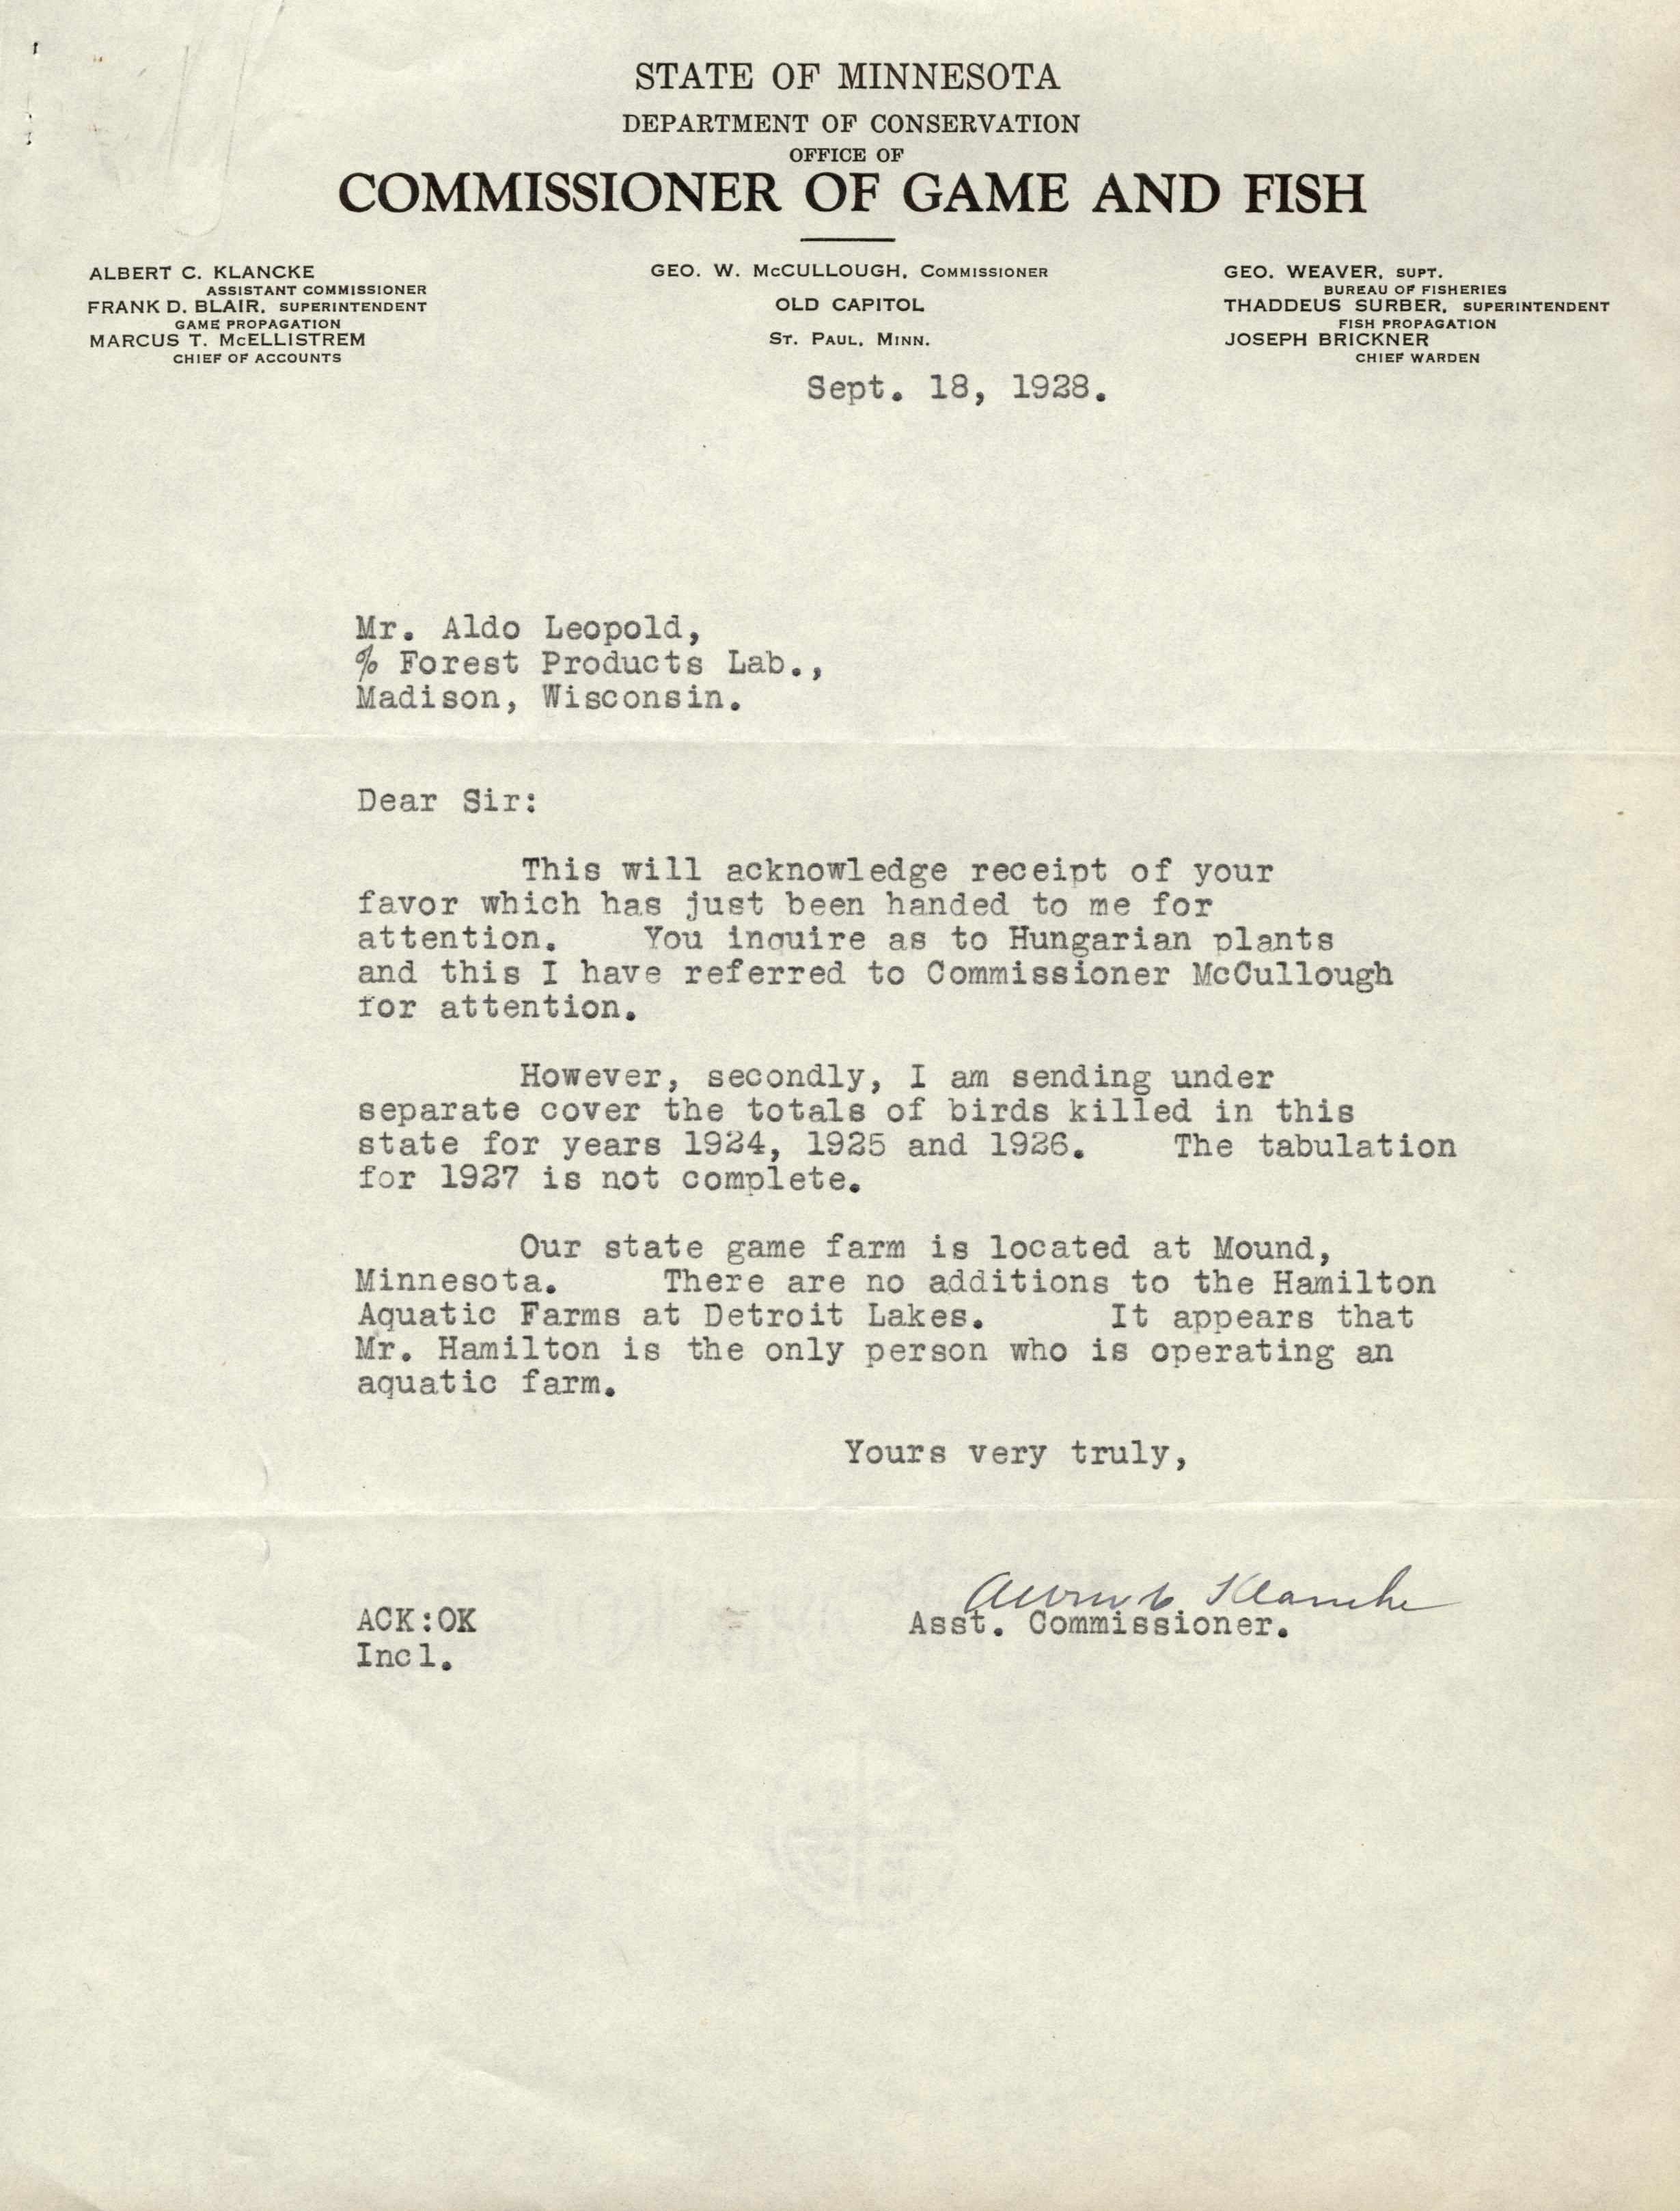 STATE OF MINNESOTA
DEPARTMENT OF CONSERVATION
OFFICE OF
COMMISSIONER OF GAME AND FISH
ALBERT C. KLANCKE
ASSISTANT COMMISSIONER
FRANK D. BLAIR, SUPERINTENDENT
GAME PROPAGATION
MARCUS T. McELLISTREM
CHIEF OF ACCOUNTS
GEO. W. McCULLOUGH, COMMISSIONER
OLD CAPITOL
ST. PAUL, MINN.
GEO. WEAVER, SUPT.
BUREAU OF FISHERIES
THADDEUS SURBER, SUPERINTENDENT
FISH PROPAGATION
JOSEPH BRICKNER
CHIEF WARDEN
Sept. 18, 1928.
Mr. Aldo Leopold,
% Forest Products Lab.,
Madison, Wisconsin.
Dear Sir:
This will acknowledge receipt of your
favor which has just been handed to me for
attention. You inquire as to Hungarian plants
and this I have referred to Commissioner McCullough
for attention.
However, secondly, I am sending under
separate cover the totals of birds killed in this
state for years 1924, 1925 and 1926. The tabulation
for 1927 is not complete.
Our state game farm is located at Mound,
Minnesota. There are no additions to the Hamilton
Aquatic Farms at Detroit Lakes. It appears that
Mr. Hamilton is the only person who is operating an
aquatic farm.
Yours very truly,
Albert C Klancke
Asst. Commissioner.
ACK:OK
Incl.